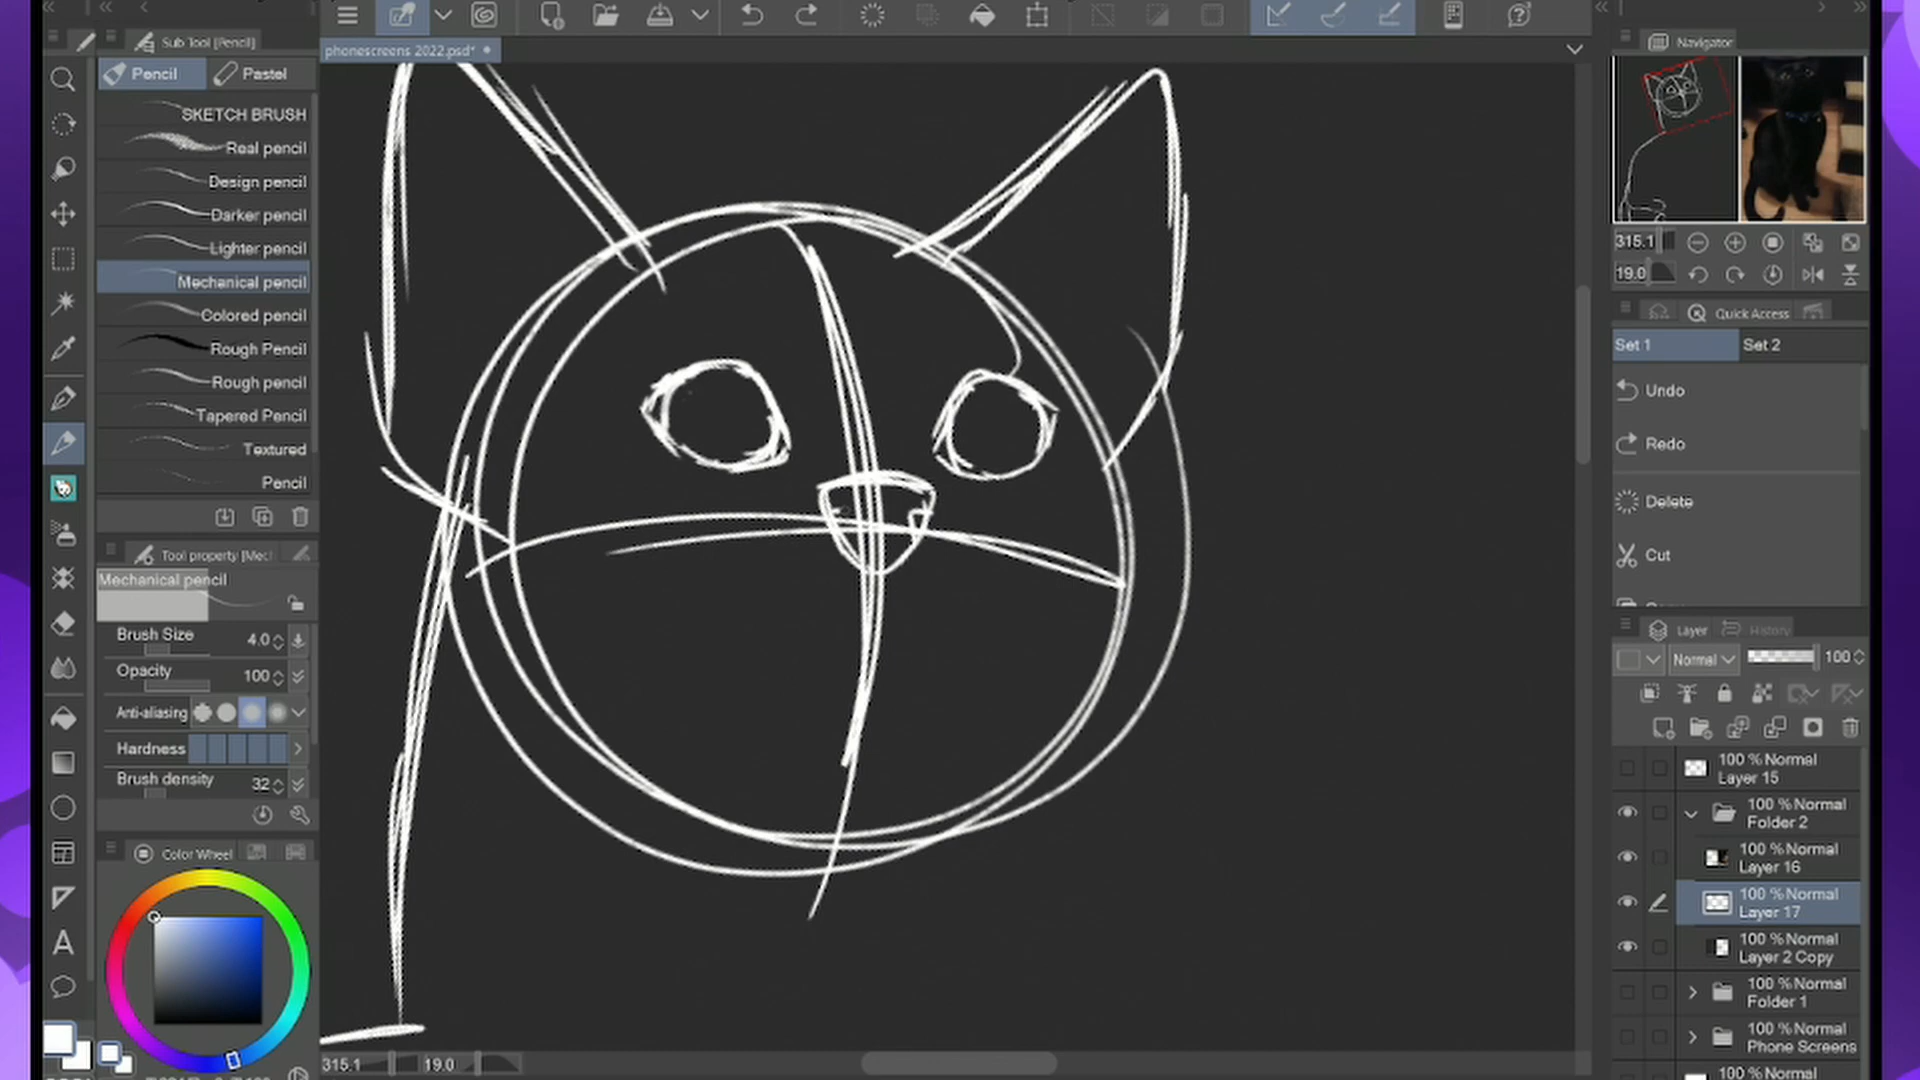 Sub Tool [Pencil]
Pencil
Pastel
SKETCH BRUSH
Real pencil
Design pencil
Darker pencil
Lighter pencil
Mechanical pencil
Colored pencil
Rough Pencil
Rough pencil
Tapered Pencil
Textured
Pencil
Tool property [Mec
Mechanical pencil
Brush Size 4.0
Opacity 100
Anti-aliasing
Hardness
Brush density 32
Color Wheel
phonescreens 2022.psd*
315.1 19.0
Navigator
315.1
19.0
Quick Access
Set 1
Set 2
Undo
Redo
Delete
Cut
Layer
History
Normal 100
100 % Normal
Layer 15
100 % Normal
Folder 2
100 % Normal
Layer 16
100 % Normal
Layer 17
100 % Normal
Layer 2 Copy
100 % Normal
Folder 1
100 % Normal
Phone Screens
100 % Normal